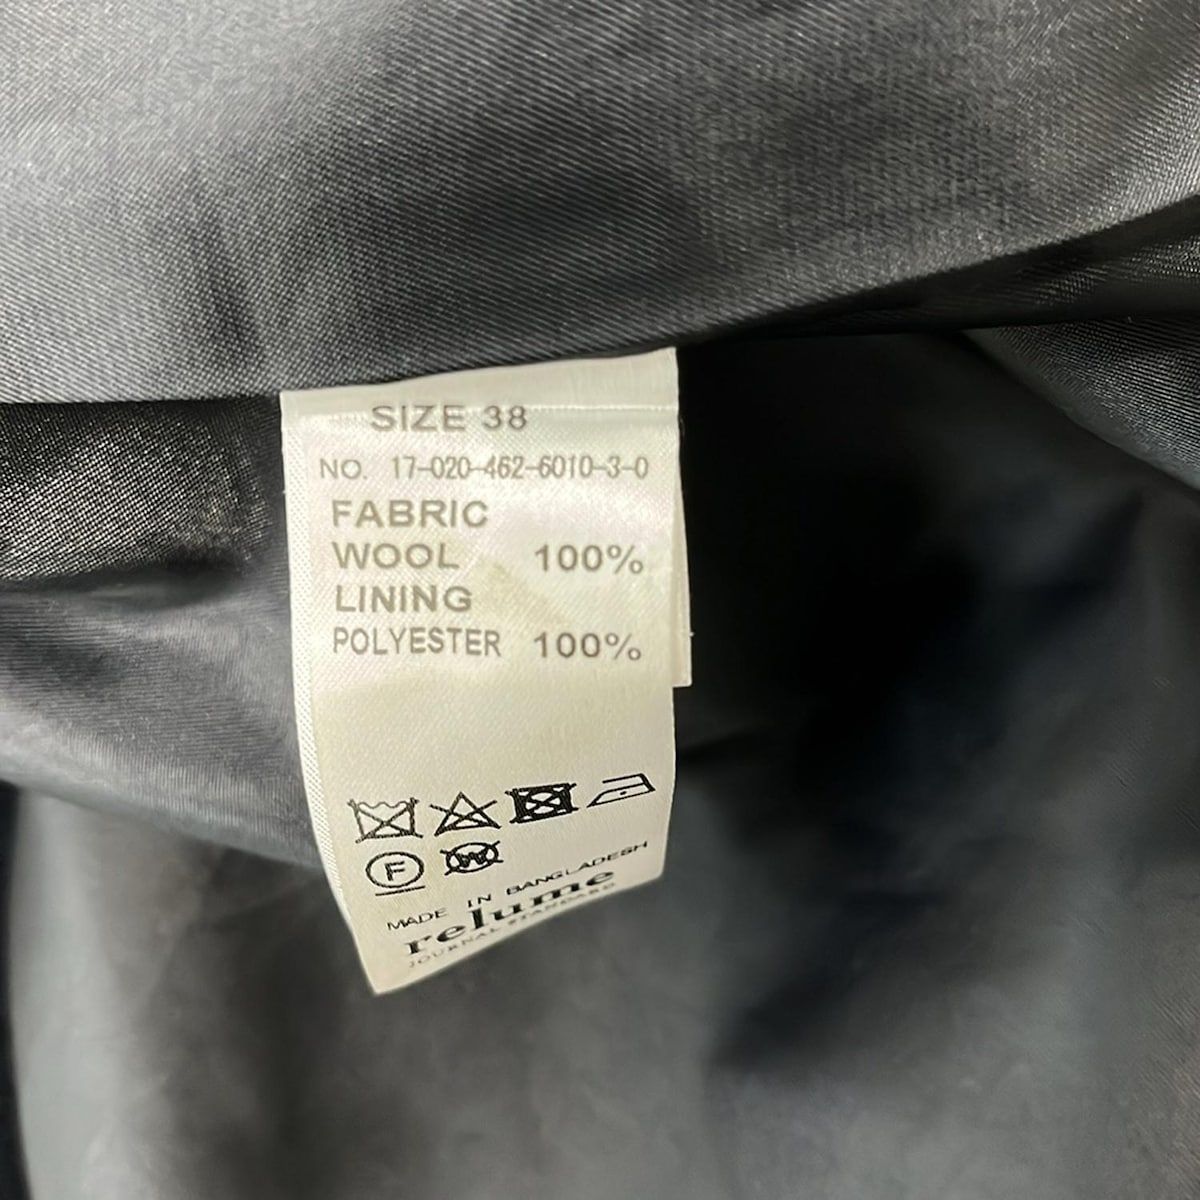 SIZE 38
NO. 17-020-462-6010-3-0
FABRIC
WOOL 100%
LINING
POLYESTER 100%
F W
MADE IN BANGLADESH
relume
JOURNAL STANDARD